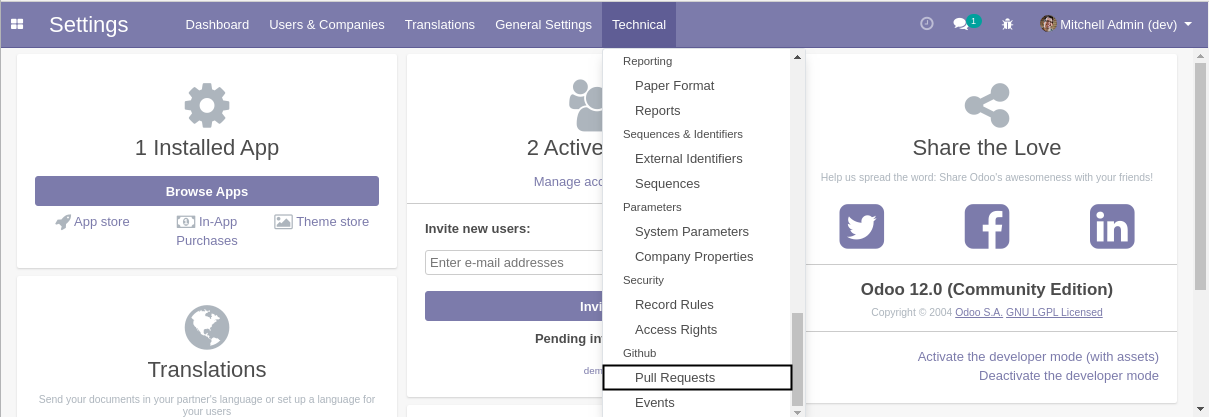 Settings
Dashboard
Users & Companies
Translations
General Settings
Technical
1
Mitchell Admin (dev)
1 Installed App
Browse Apps
App store
In-App
Purchases
Theme store
Translations
Send your documents in your partner's language or set up a language for
your users
2 Active
Manage acc
Invite new users:
Enter e-mail addresses
Invi
Pending in
dem
Reporting
Paper Format
Reports
Sequences & Identifiers
External Identifiers
Sequences
Parameters
System Parameters
Company Properties
Security
Record Rules
Access Rights
Github
Pull Requests
Events
Share the Love
Help us spread the word: Share Odoo's awesomeness with your friends!
Odoo 12.0 (Community Edition)
Copyright © 2004 Odoo S.A. GNU LGPL Licensed
Activate the developer mode (with assets)
Deactivate the developer mode